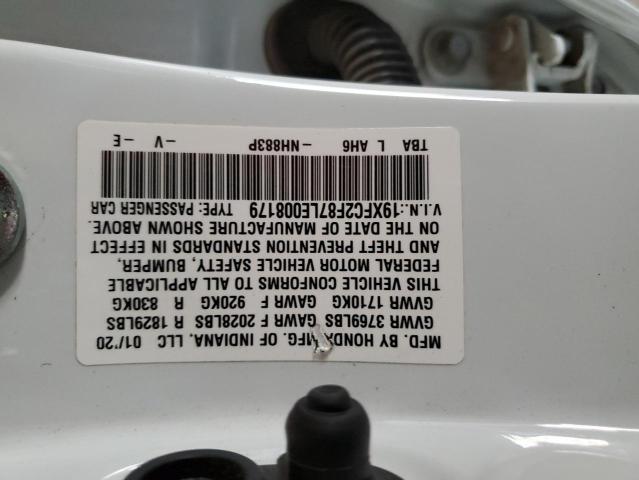 MFD. BY HONDA MFG. OF INDIANA, LLC 01/'20
GVWR 3769LBS GAWR F 2028LBS R 1829LBS
GVWR 1710KG GAWR F 920KG R 830KG
THIS VEHICLE CONFORMS TO ALL APPLICABLE
FEDERAL MOTOR VEHICLE SAFETY, BUMPER,
AND THEFT PREVENTION STANDARDS IN EFFECT
ON THE DATE OF MANUFACTURE SHOWN ABOVE.
V.I.N.:19XFC2F87LE008179 TYPE: PASSENGER CAR
TBA L AH6 -NH883P -V -E